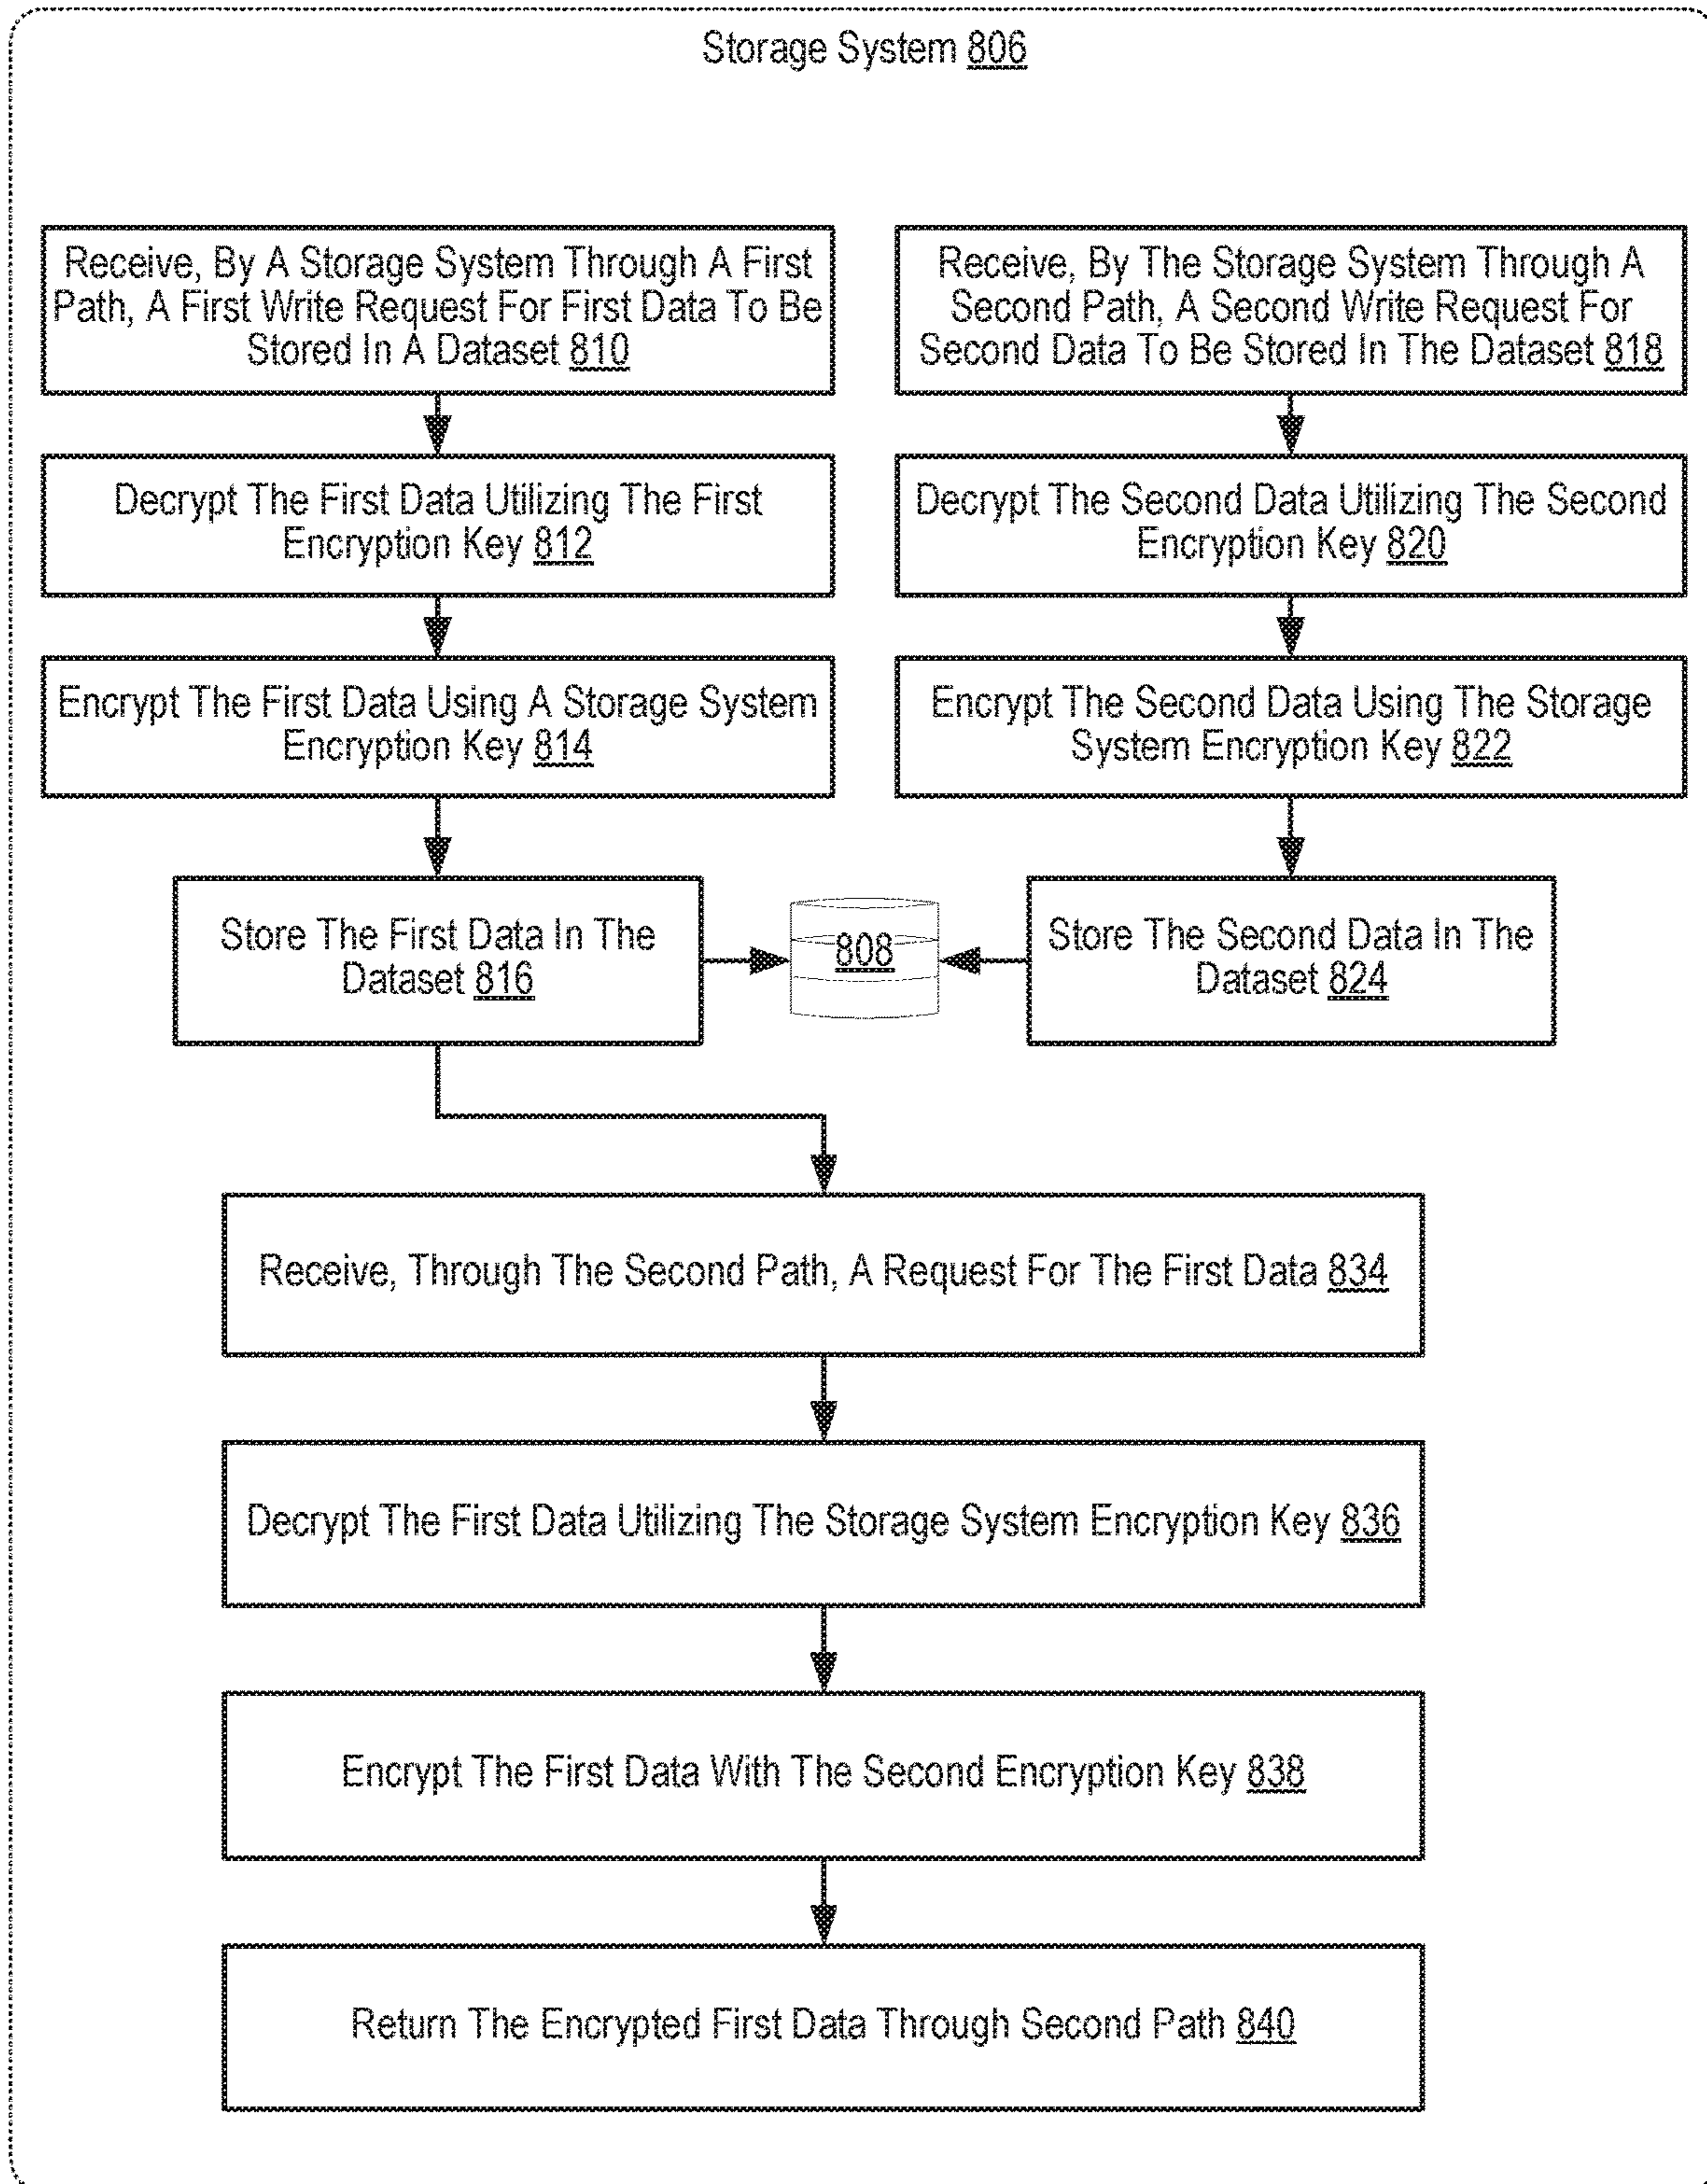 Storage System 806
Receive, By A Storage System Through A First
Path, A First Write Request For First Data To Be
Stored In A Dataset 810
Receive, By The Storage System Through A
Second Path, A Second Write Request For
Second Data To Be Stored In The Dataset 818
Decrypt The First Data Utilizing The First
Encryption Key 812
Decrypt The Second Data Utilizing The Second
Encryption Key 820
Encrypt The First Data Using A Storage System
Encryption Key 814
Encrypt The Second Data Using The Storage
System Encryption Key 822
Store The First Data In The
Dataset 816
808
Store The Second Data In The
Dataset 824
Receive, Through The Second Path, A Request For The First Data 834
Decrypt The First Data Utilizing The Storage System Encryption Key 836
Encrypt The First Data With The Second Encryption Key 838
Return The Encrypted First Data Through Second Path 840